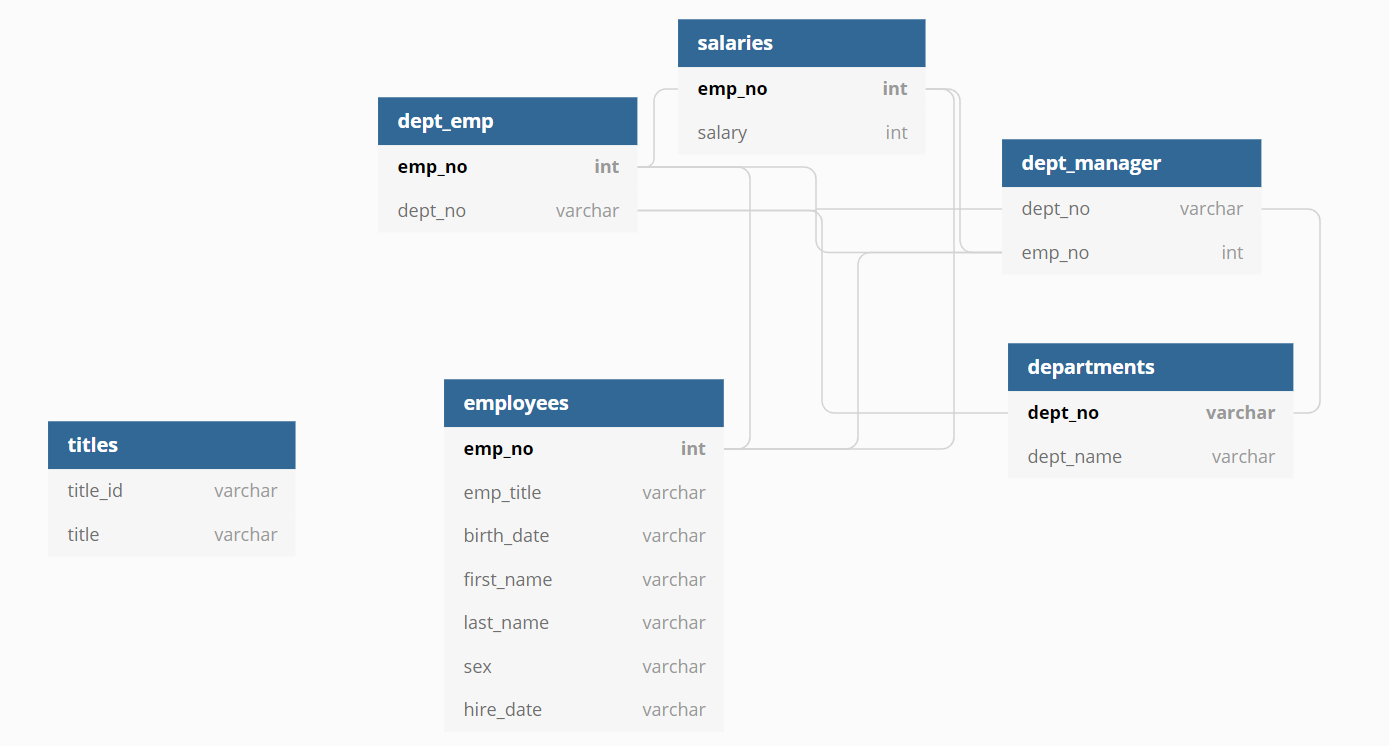 salaries
emp_no int
salary int
dept_emp
emp_no int
dept_no varchar
dept_manager
dept_no varchar
emp_no int
departments
dept_no varchar
dept_name varchar
employees
emp_no int
emp_title varchar
birth_date varchar
first_name varchar
last_name varchar
sex varchar
hire_date varchar
titles
title_id varchar
title varchar